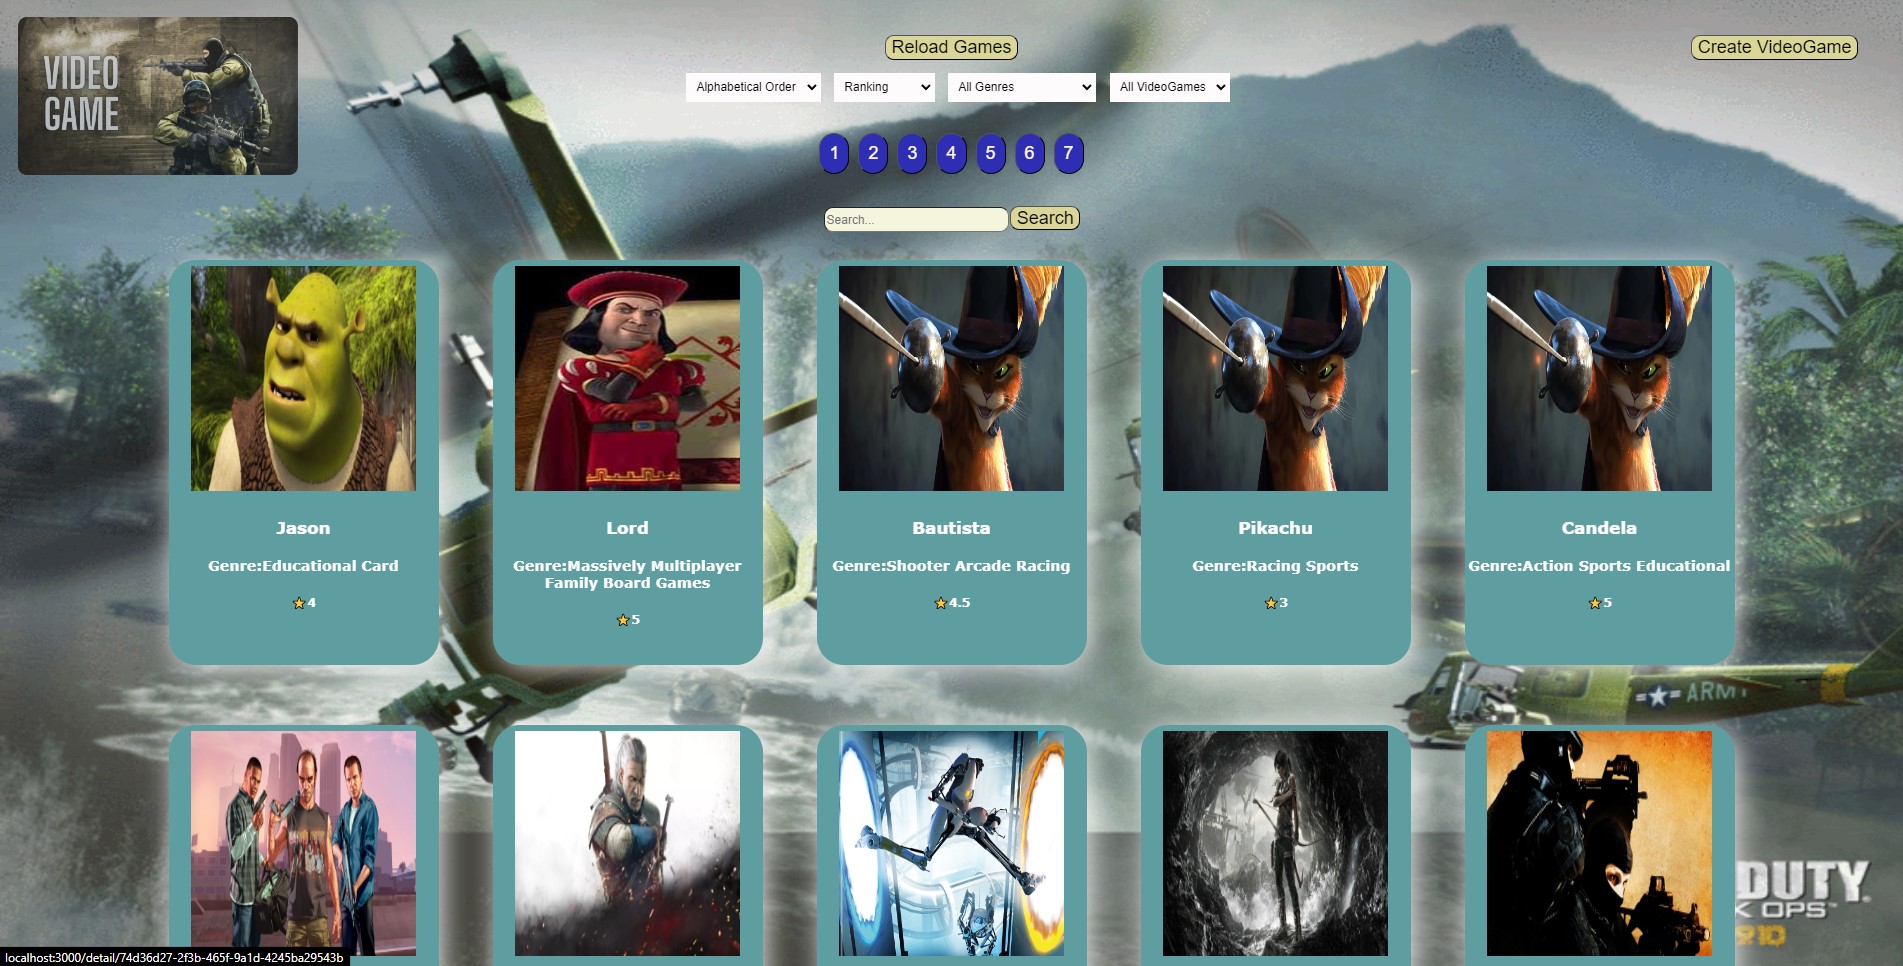 VIDEO
GAME
Reload Games
Create VideoGame
Alphabetical Order
Ranking
All Genres
All VideoGames
1 2 3 4 5 6 7
Search...
Search
Jason
Genre:Educational Card
4
Lord
Genre:Massively Multiplayer
Family Board Games
5
Bautista
Genre:Shooter Arcade Racing
4.5
Pikachu
Genre:Racing Sports
3
Candela
Genre:Action Sports Educational
5
ARMY
DUTY
K OPS™
localhost:3000/detail/74d36d27-2f3b-465f-9a1d-4245ba29543b